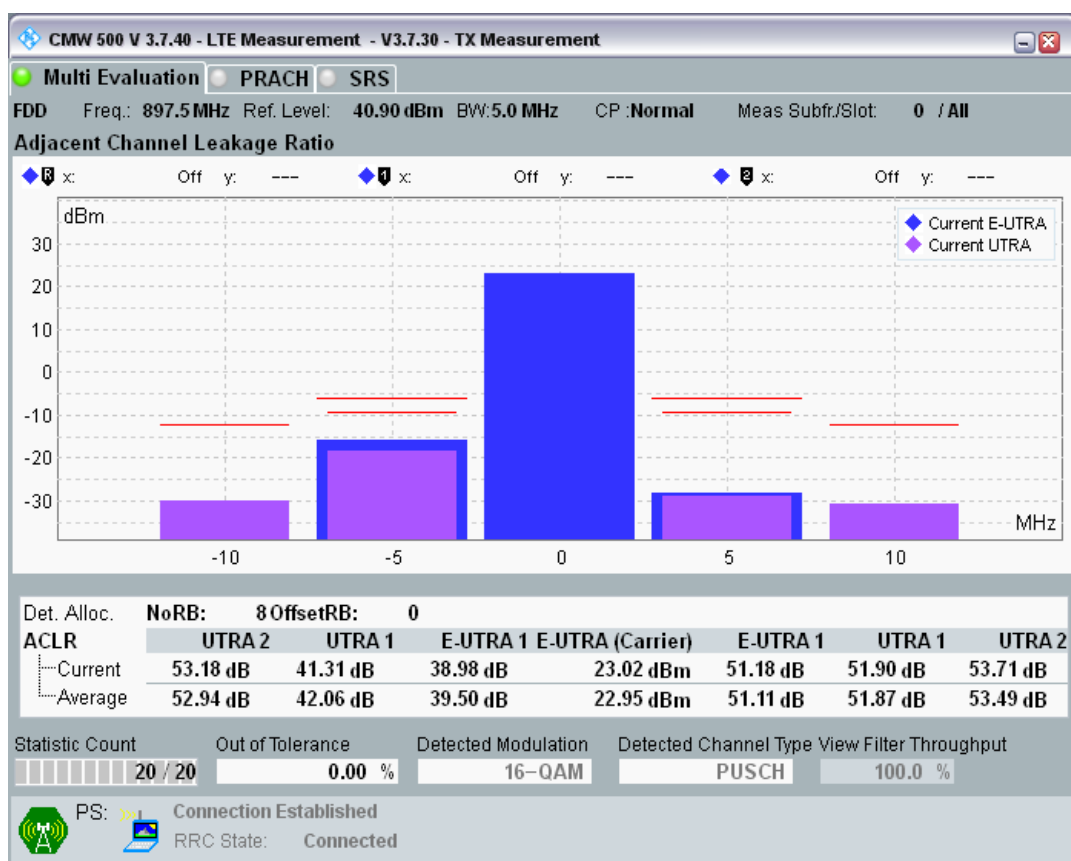 CMW 500 V 3.7.40 - LTE Measurement - V3.7.30 - TX Measurement
Multi Evaluation PRACH SRS
FDD Freq.: 897.5 MHz Ref. Level: 40.90 dBm BW:5.0 MHz CP :Normal Meas Subfr./Slot: 0 / All
Adjacent Channel Leakage Ratio
R x: Off y: --- 1 x: Off y: --- 2 x: Off y: ---
dBm
Current E-UTRA
Current UTRA
30
20
10
0
-10
-20
-30
MHz
-10 -5 0 5 10
Det. Alloc. NoRB: 8 OffsetRB: 0
ACLR UTRA 2 UTRA 1 E-UTRA 1 E-UTRA (Carrier) E-UTRA 1 UTRA 1 UTRA 2
Current 53.18 dB 41.31 dB 38.98 dB 23.02 dBm 51.18 dB 51.90 dB 53.71 dB
Average 52.94 dB 42.06 dB 39.50 dB 22.95 dBm 51.11 dB 51.87 dB 53.49 dB
Statistic Count Out of Tolerance Detected Modulation Detected Channel Type View Filter Throughput
20 / 20 0.00 % 16-QAM PUSCH 100.0 %
PS: Connection Established
RRC State: Connected